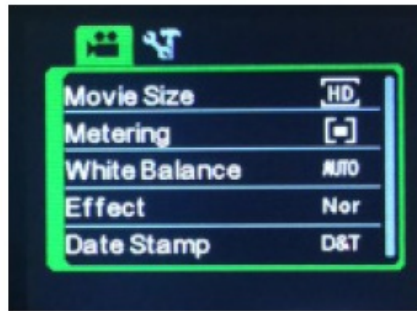 Movie Size HD
Metering
White Balance AUTO
Effect Nor
Date Stamp D&T